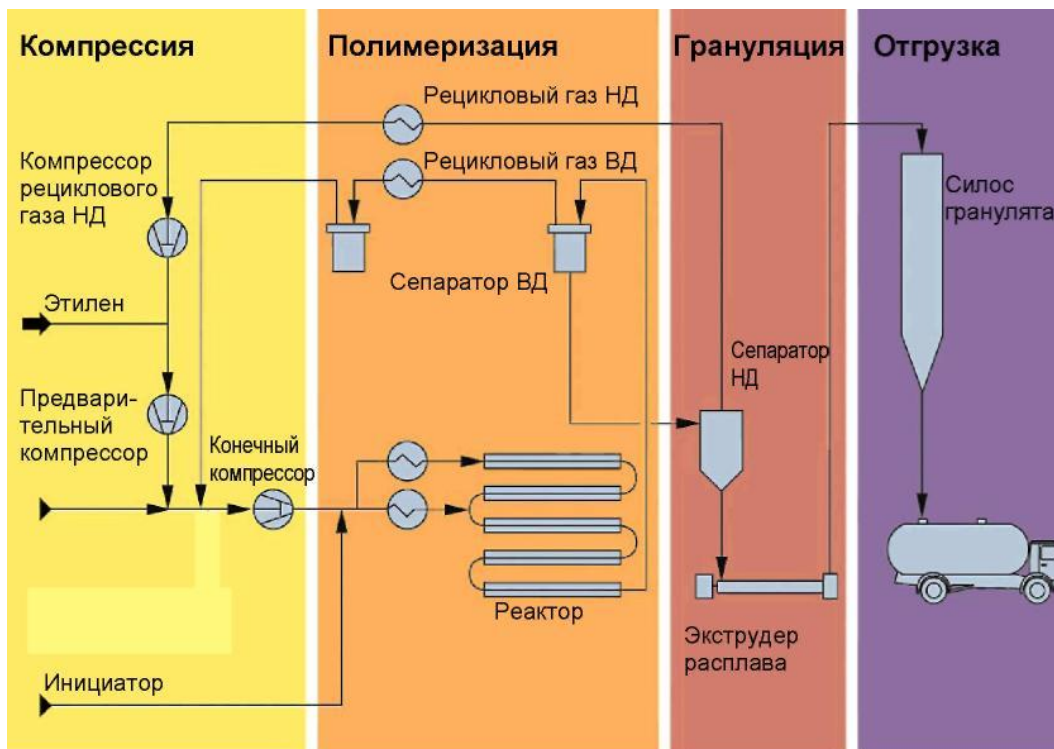 Компрессия
Полимеризация
Грануляция
Отгрузка
Рецикловый газ НД
Компрессор
рециклового
газа НД
Рецикловый газ ВД
Силос
гранулята
Сепаратор ВД
Этилен
Сепаратор
НД
Предвари-
тельный
компрессор
Конечный
компрессор
Реактор
Экструдер
расплава
Инициатор